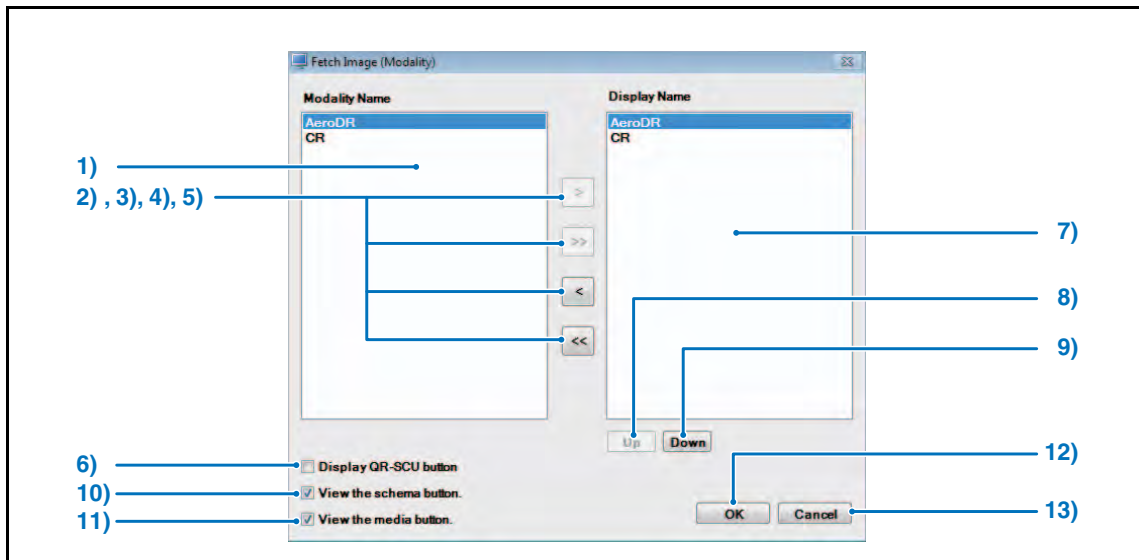 Fetch Image (Modality)
Modality Name
Display Name
AeroDR
CR
AeroDR
CR
1)
2) , 3), 4), 5)
>
>>
<
<<
7)
8)
9)
Up
Down
6)
Display QR-SCU button
10)
View the schema button.
11)
View the media button.
12)
OK
Cancel
13)